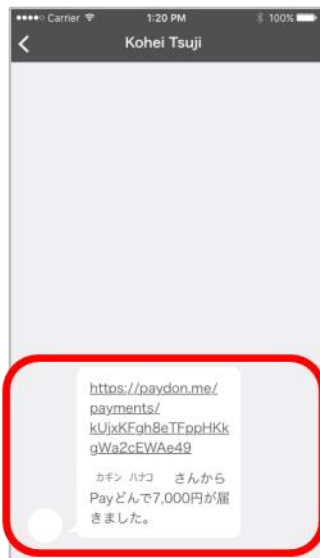 Carrier 1:20 PM 100%
Kohei Tsuji
https://paydon.me/
payments/
kUjxKFgh8eTFppHKk
gWa2cEWAe49
カギン ハナコ さんから
Payどんで7,000円が届
きました。